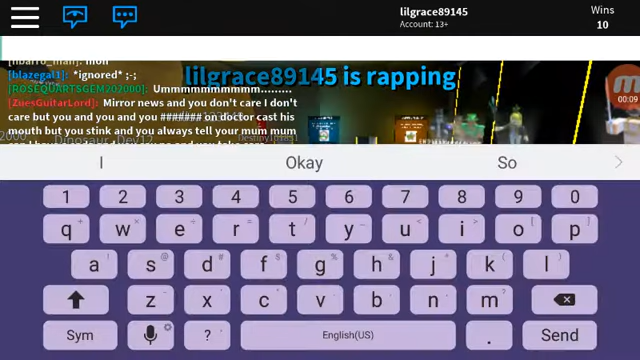 lilgrace89145
Account: 13+
Wins
10
[blazegal1]: *ignored* ;-;
lilgrace89145 is rapping
00:09
[ZuesGuitarLord]: Mirror news and you don't care I don't
care but you and you and you ####### on doctor cast his
mouth but you stink and you always tell your mum mum
Dinosaur_Dev12
I Okay So
1 2 3 4 5 6 7 8 9 0
q w e r t y u i o p
a s d f g h j k l
z x c v b n m
Sym ? English(US) . Send